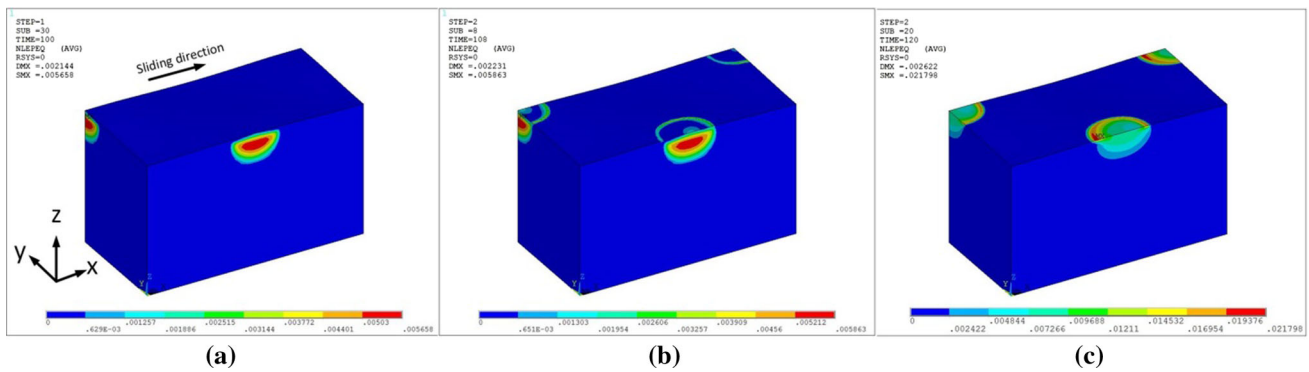 1
STEP=1
SUB =30
TIME=100
NLEPEQ (AVG)
RSYS=0
DMX =.002144
SMX =.005658
Sliding direction
z
y
x
Z
Y
0 .001257 .002515 .003772 .00503
.629E-03 .001886 .003144 .004401 .005658
(a)
1
STEP=2
SUB =8
TIME=108
NLEPEQ (AVG)
RSYS=0
DMX =.002231
SMX =.005863
Z
Y
0 .001303 .002606 .003909 .005212
.651E-03 .001954 .003257 .00456 .005863
(b)
STEP=2
SUB =20
TIME=120
NLEPEQ (AVG)
RSYS=0
DMX =.002622
SMX =.021798
Z
Y
0 .004844 .009688 .014532 .019376
.002422 .007266 .01211 .016954 .021798
(c)